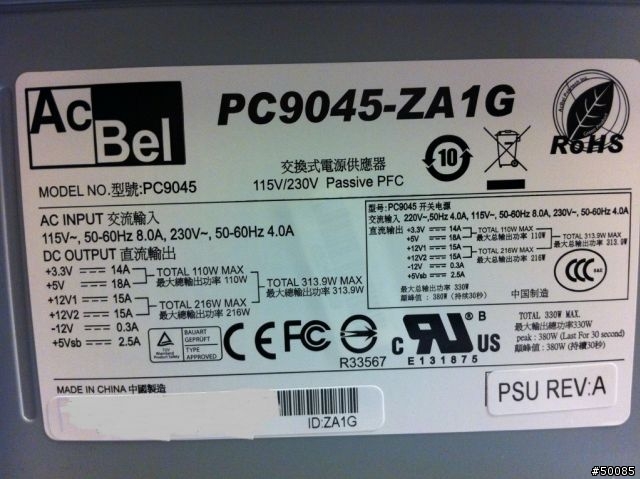 AcBel
PC9045-ZA1G
RoHS
10
交換式電源供應器
115V/230V Passive PFC
MODEL NO.型號:PC9045
AC INPUT 交流輸入
115V~, 50-60Hz 8.0A, 230V~, 50-60Hz 4.0A
DC OUTPUT 直流輸出
+3.3V 14A TOTAL 110W MAX
+5V 18A 最大總輸出功率 110W
+12V1 15A TOTAL 216W MAX
+12V2 15A 最大總輸出功率 216W
-12V 0.3A
+5Vsb 2.5A
TOTAL 313.9W MAX
最大總輸出功率 313.9W
型号:PC9045 开关电源
交流输入 220V~,50Hz 4.0A, 115V~, 50-60Hz 8.0A, 230V~, 50-60Hz 4.0A
直流输出: +3.3V 14A TOTAL 110W MAX
+5V 18A 最大总输出功率 110W
+12V1 15A TOTAL 216W MAX
+12V2 15A 最大总输出功率 216W
-12V 0.3A
+5Vsb 2.5A
TOTAL 313.9W MAX
最大总输出功率 313.9W
最大总输出功率 330W
颠峰值 : 380W (持续30秒)
中国制造
CCC
S&E
BAUART
GEPRÜFT
TYPE
APPROVED
CE FC
R33567
c RU ® US B
E131875
TOTAL 330W MAX
最大輸出總功率330W
peak : 380W (Last For 30 second)
顛峰值 : 380W (持續30秒)
MADE IN CHINA 中國製造
ID:ZA1G
PSU REV:A
#50085